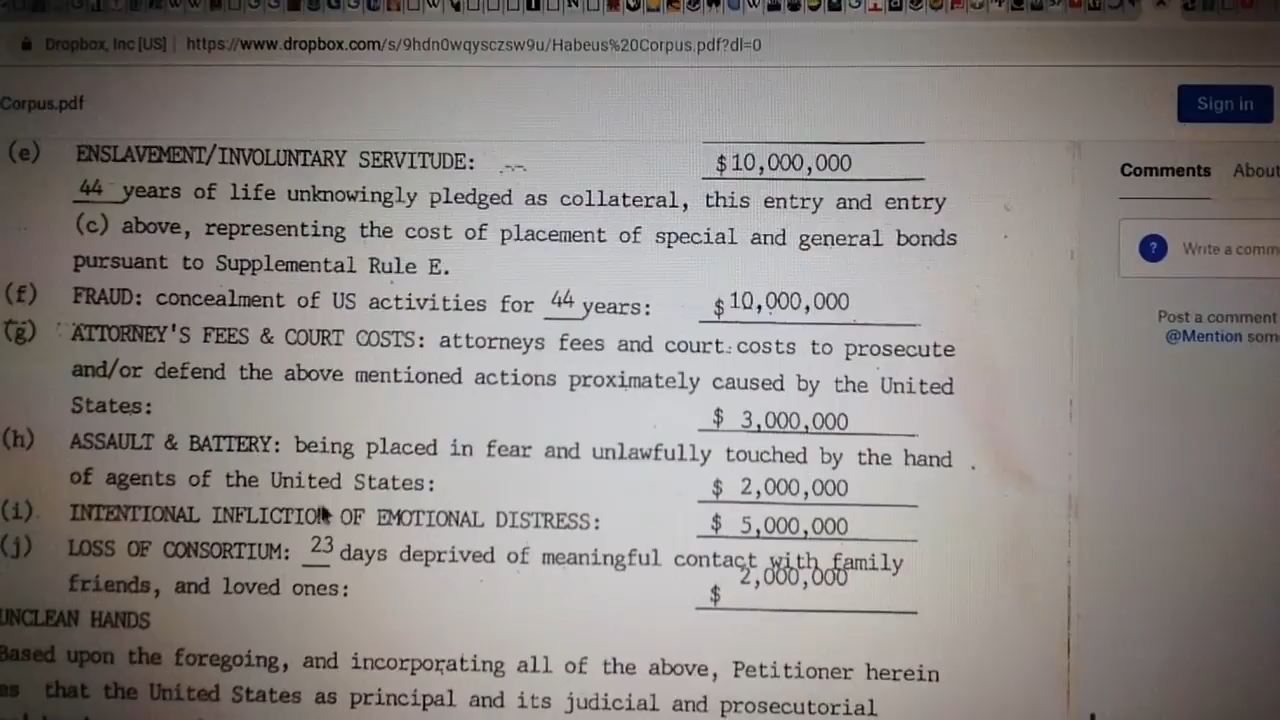 Dropbox, Inc [US] | https://www.dropbox.com/s/9hdn0wqysczsw9u/Habeus%20Corpus.pdf?dl=0
Corpus.pdf
Sign in
(e) ENSLAVEMENT/INVOLUNTARY SERVITUDE: $10,000,000
44 years of life unknowingly pledged as collateral, this entry and entry
(c) above, representing the cost of placement of special and general bonds
pursuant to Supplemental Rule E.
(f) FRAUD: concealment of US activities for 44 years: $10,000,000
(g) ATTORNEY'S FEES & COURT COSTS: attorneys fees and court costs to prosecute
and/or defend the above mentioned actions proximately caused by the United
States: $ 3,000,000
(h) ASSAULT & BATTERY: being placed in fear and unlawfully touched by the hand
of agents of the United States: $ 2,000,000
(i) INTENTIONAL INFLICTION OF EMOTIONAL DISTRESS: $ 5,000,000
(j) LOSS OF CONSORTIUM: 23 days deprived of meaningful contact with family
friends, and loved ones: $ 2,000,000
UNCLEAN HANDS
Based upon the foregoing, and incorporating all of the above, Petitioner herein
that the United States as principal and its judicial and prosecutorial
Comments About
? Write a comm
Post a comment
@Mention som